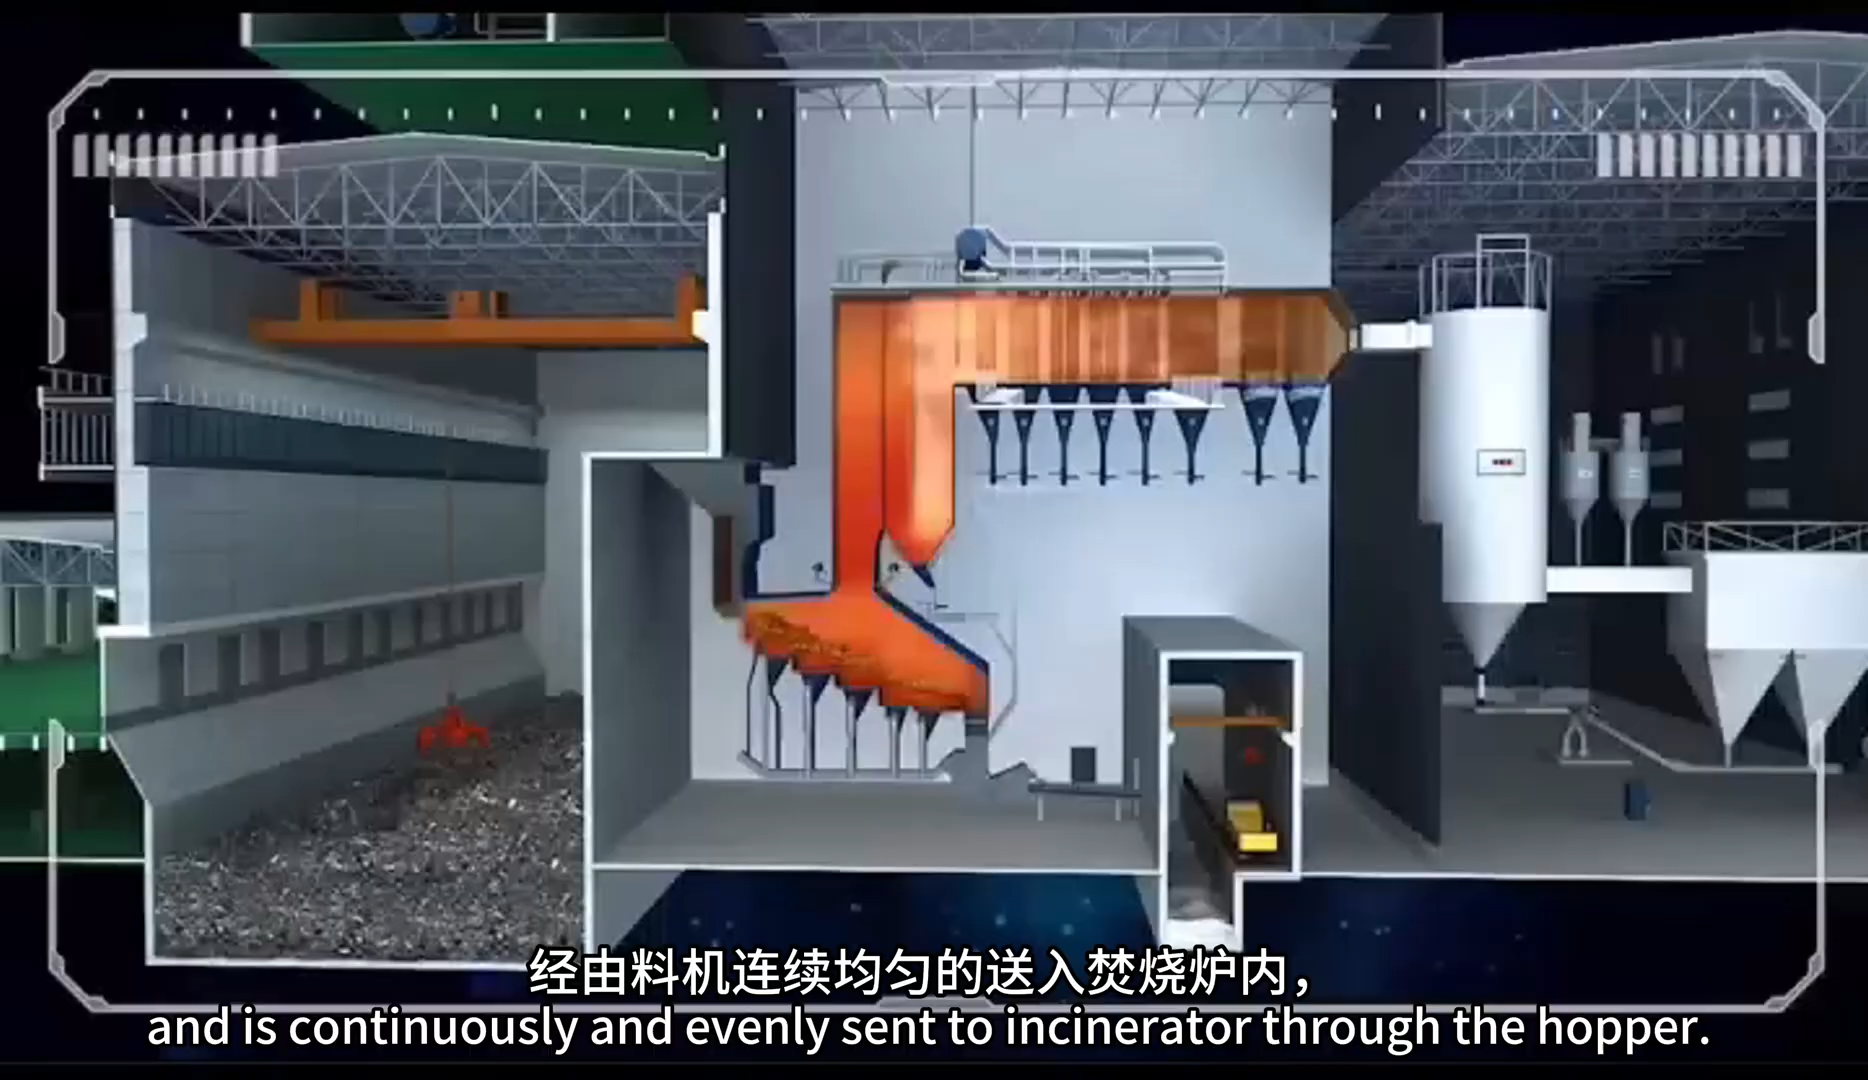 经由料机连续均匀的送入焚烧炉内，
and is continuously and evenly sent to incinerator through the hopper.